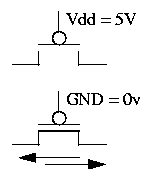 Vdd = 5V
GND = 0v